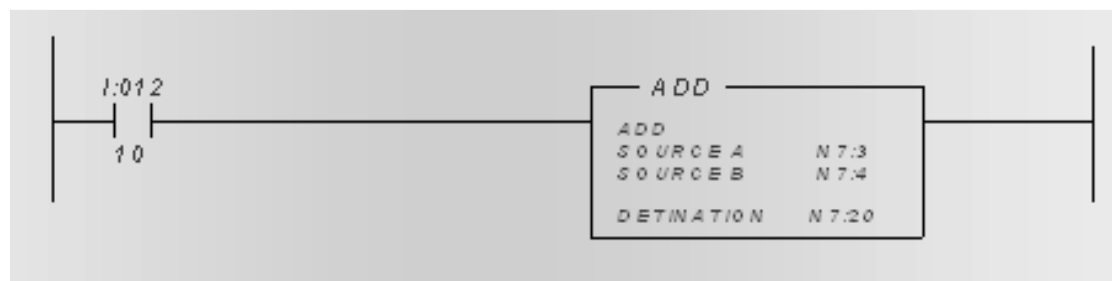 I:012
10
ADD
ADD
SOURCE A N7:3
SOURCE B N7:4
DETINATION N7:20